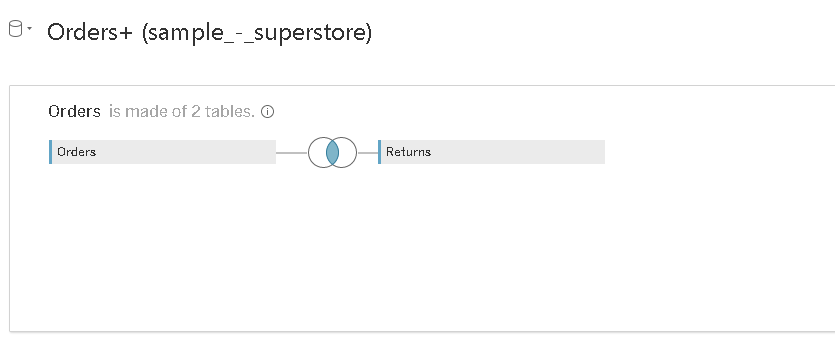 Orders+ (sample_-_superstore)
Orders is made of 2 tables.
Orders
Returns